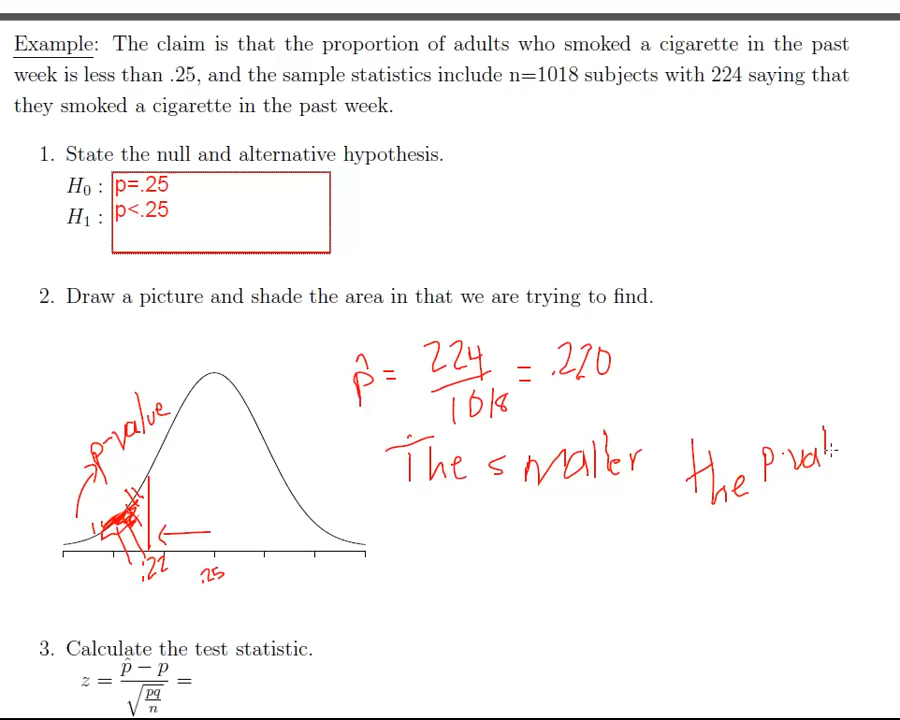 Example: The claim is that the proportion of adults who smoked a cigarette in the past
week is less than .25, and the sample statistics include n=1018 subjects with 224 saying that
they smoked a cigarette in the past week.
1. State the null and alternative hypothesis.
H₀ : p=.25
H₁ : p<.25
2. Draw a picture and shade the area in that we are trying to find.
p̂ = 224/1018 = .220
p-value
The smaller the p-val
.22
.25
3. Calculate the test statistic.
z = (p̂ − p)/√(pq/n) =